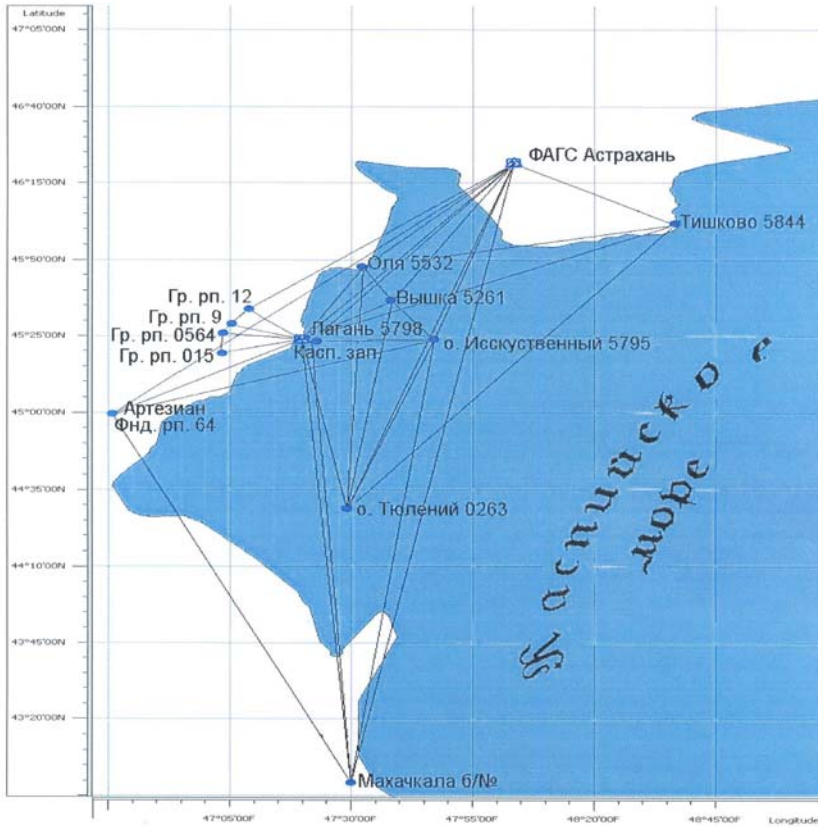 Latitude
47°05'00N
46°40'00N
ФАГС Астрахань
46°15'00N
Тишково 5844
45°50'00N
Оля 5532
Вышка 5261
Гр. рп. 12
Гр. рп. 9
45°25'00N
Гр. рп. 0564
Лагань 5798
о. Исскуственный 5795
Гр. рп. 015
Касп. зап.
45°00'00N
Артезиан
Фнд. рп. 64
Каспийское
море
44°35'00N
о. Тюлений 0263
44°10'00N
43°45'00N
43°20'00N
Махачкала б/№
47°05'00E
47°30'00E
47°55'00E
48°20'00E
48°45'00E
Longitude